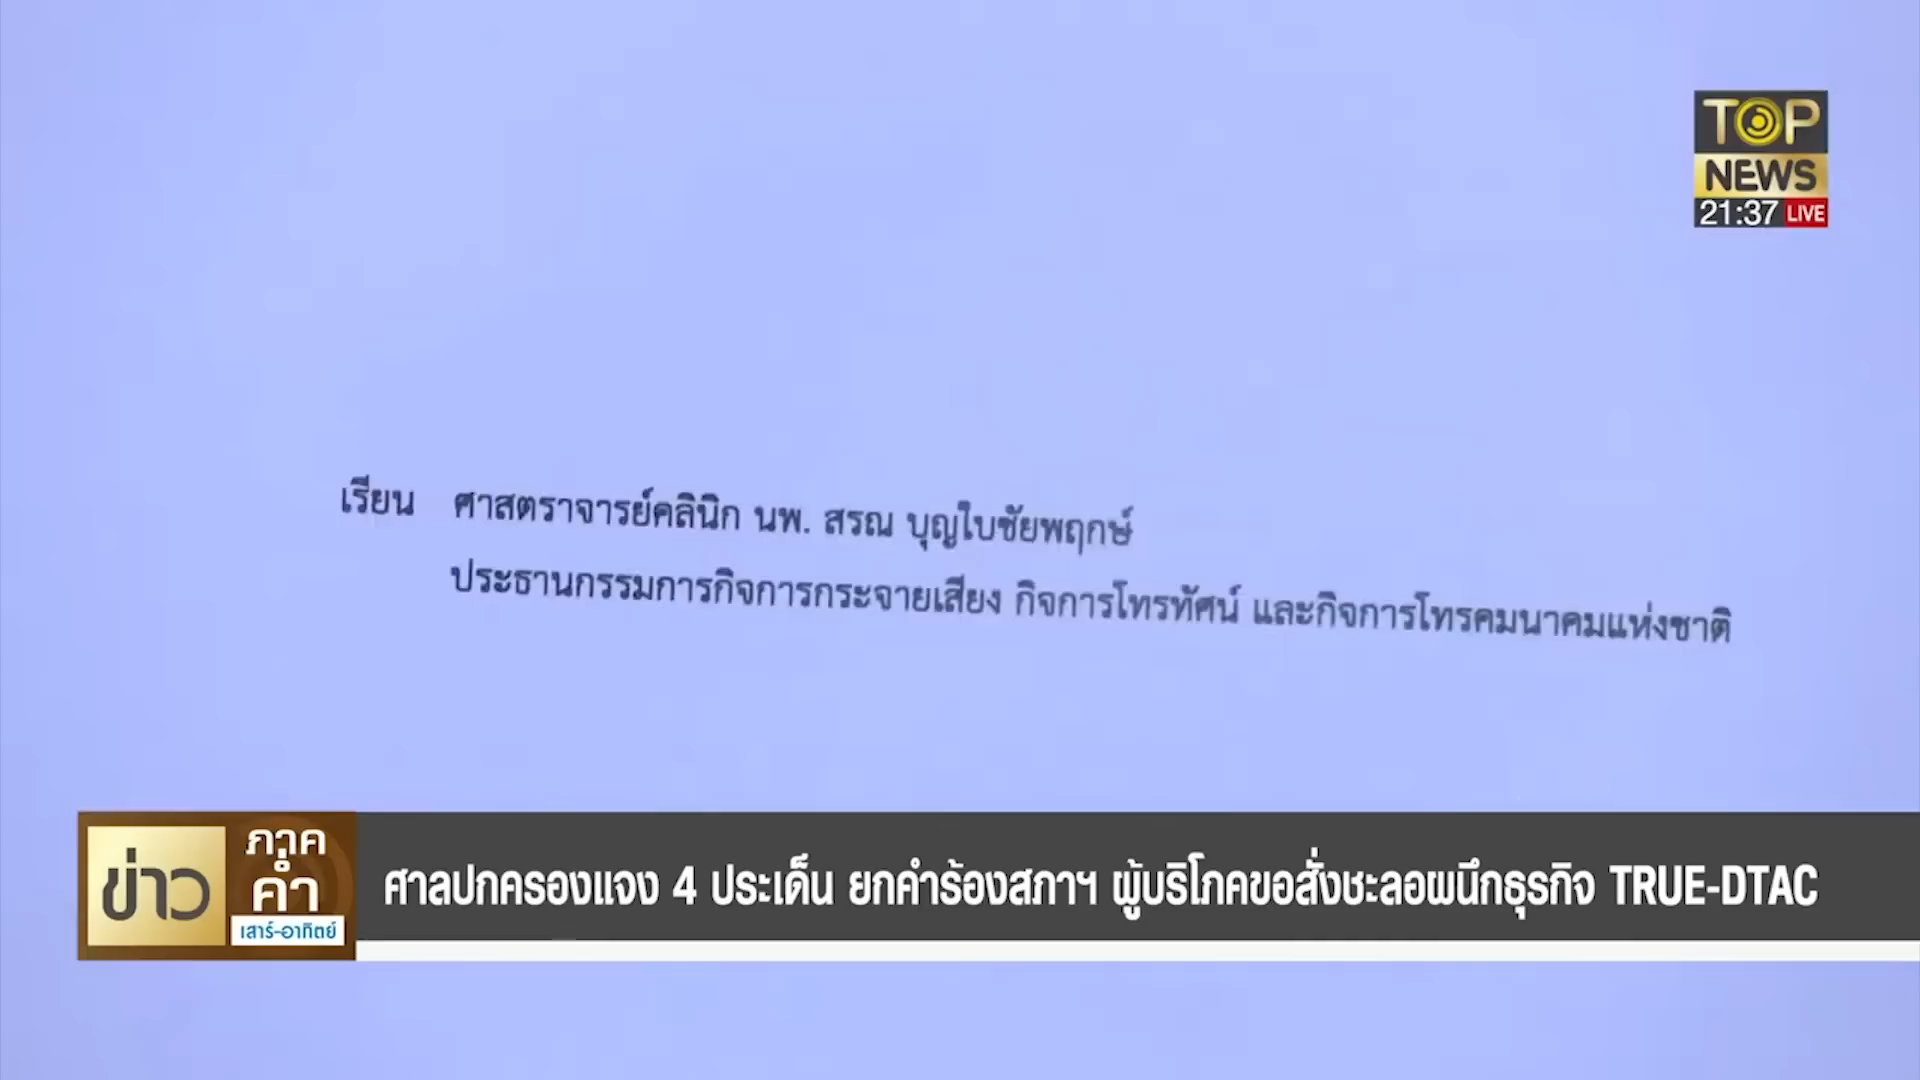 TOP
NEWS
21:37 LIVE
เรียน ศาสตราจารย์คลินิก นพ. สรณ บุญใบชัยพฤกษ์
ประธานกรรมการกิจการกระจายเสียง กิจการโทรทัศน์ และกิจการโทรคมนาคมแห่งชาติ
ข่าว
ภาค
ค่ำ
เสาร์-อาทิตย์
ศาลปกครองแจง 4 ประเด็น ยกคำร้องสภาฯ ผู้บริโภคขอสั่งชะลอผนึกธุรกิจ TRUE-DTAC